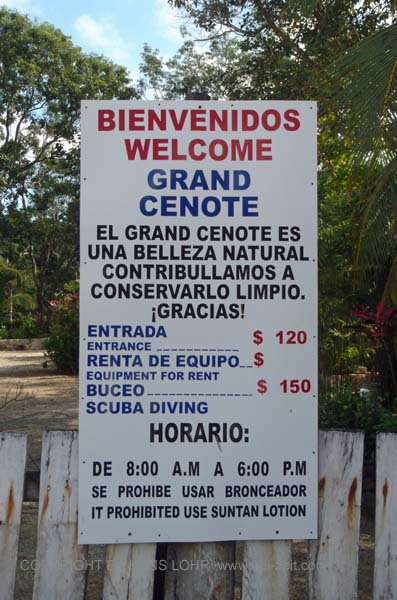 BIENVENIDOS
WELCOME
GRAND
CENOTE
EL GRAND CENOTE ES
UNA BELLEZA NATURAL
CONTRIBULLAMOS A
CONSERVARLO LIMPIO.
¡GRACIAS!
ENTRADA $ 120
ENTRANCE
RENTA DE EQUIPO $
EQUIPMENT FOR RENT
BUCEO $ 150
SCUBA DIVING
HORARIO:
DE 8:00 A.M A 6:00 P.M
SE PROHIBE USAR BRONCEADOR
IT PROHIBITED USE SUNTAN LOTION
LOHR